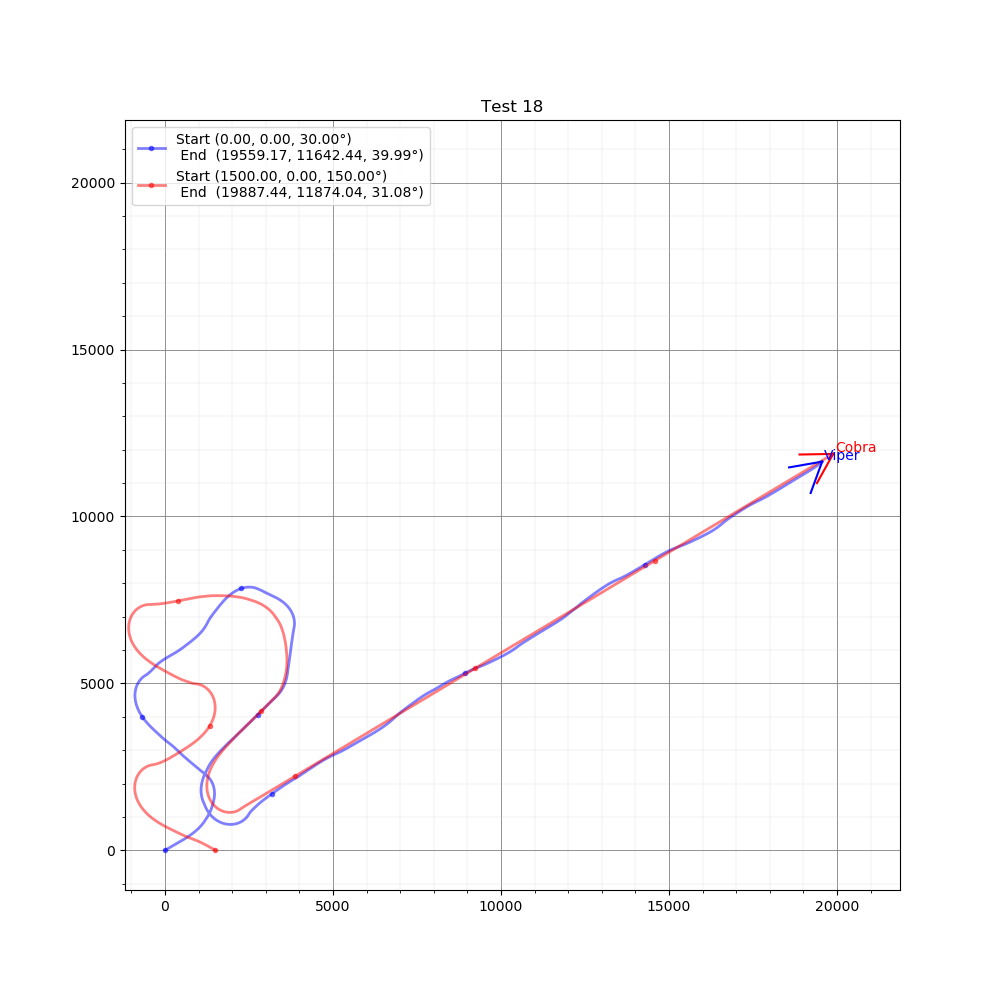 Test 18
Start (0.00, 0.00, 30.00°)
End (19559.17, 11642.44, 39.99°)
Start (1500.00, 0.00, 150.00°)
End (19887.44, 11874.04, 31.08°)
20000
15000
Cobra
Viper
10000
5000
0
0 5000 10000 15000 20000